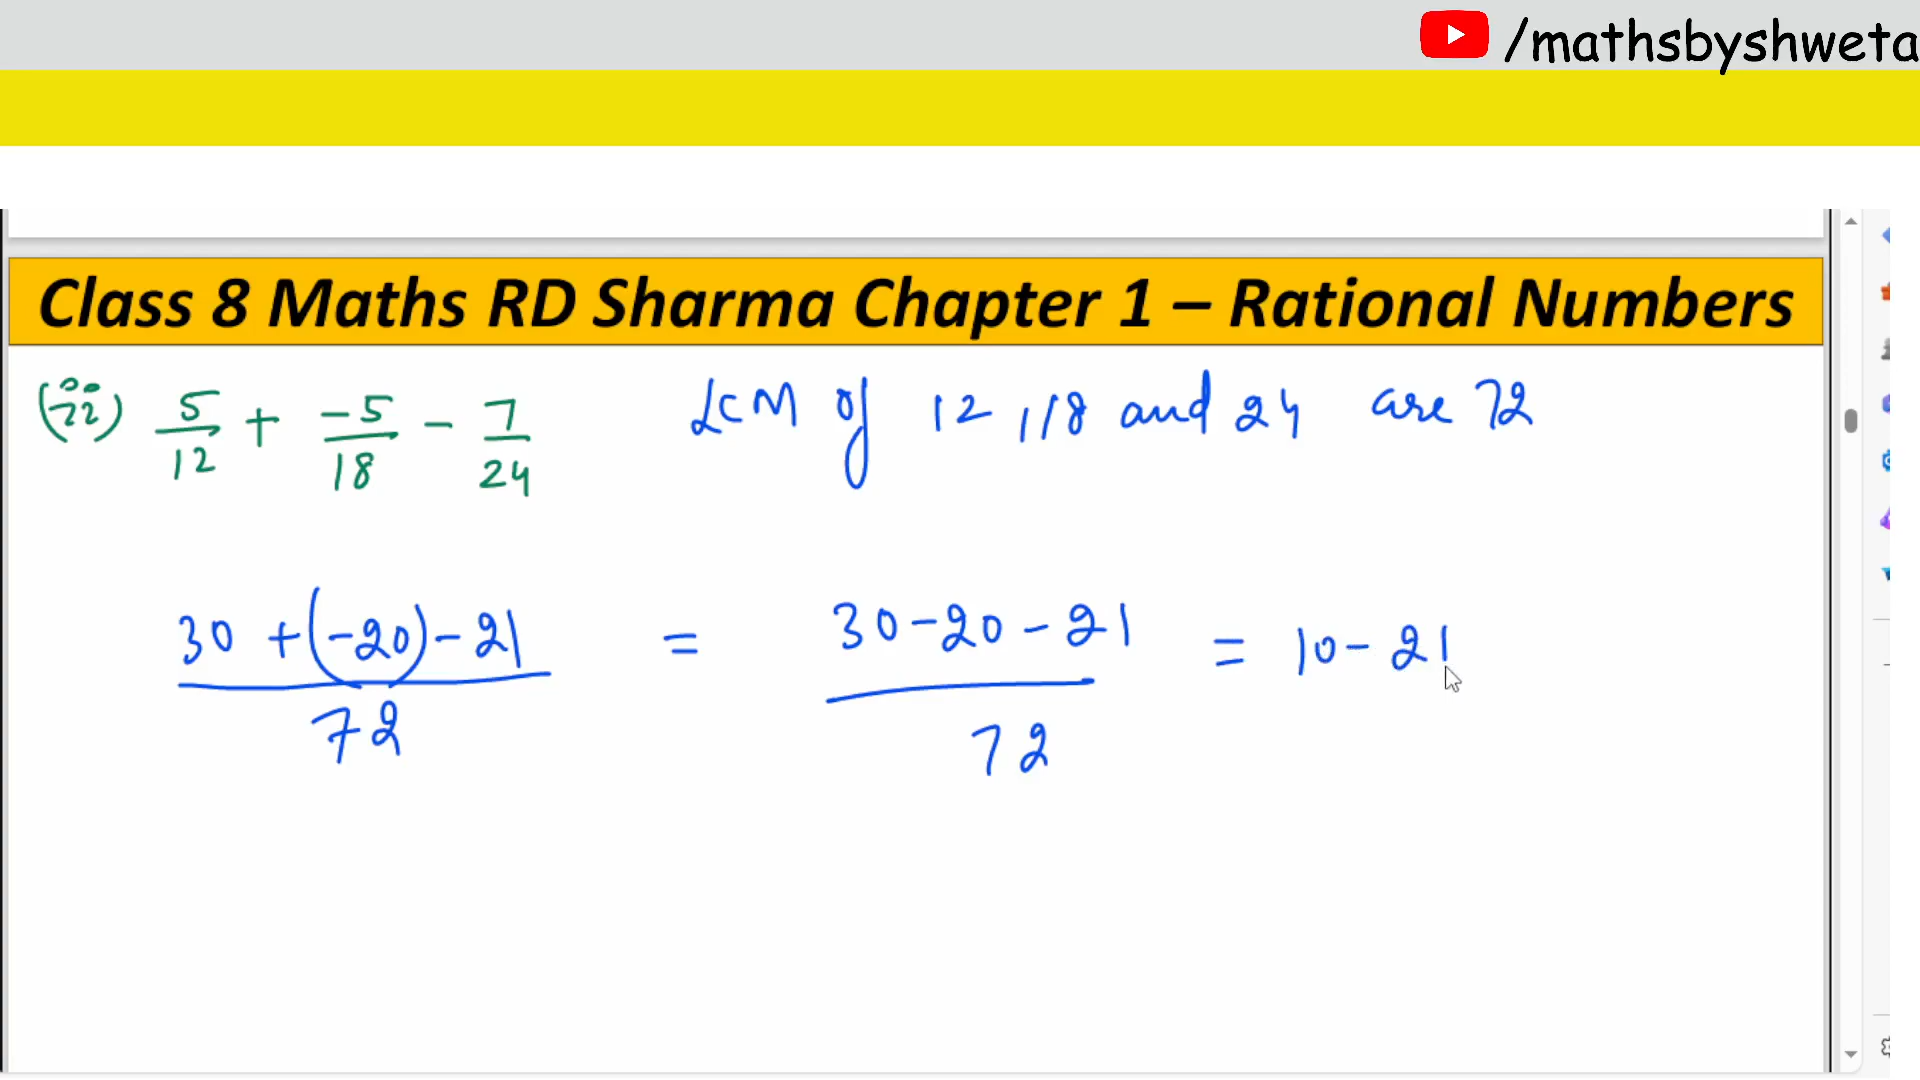 /mathsbyshweta
Class 8 Maths RD Sharma Chapter 1 – Rational Numbers
(ii) 5/12 + -5/18 - 7/24
LCM of 12, 18 and 24 are 72
30 + (-20) - 21 / 72 = 30 - 20 - 21 / 72 = 10 - 21